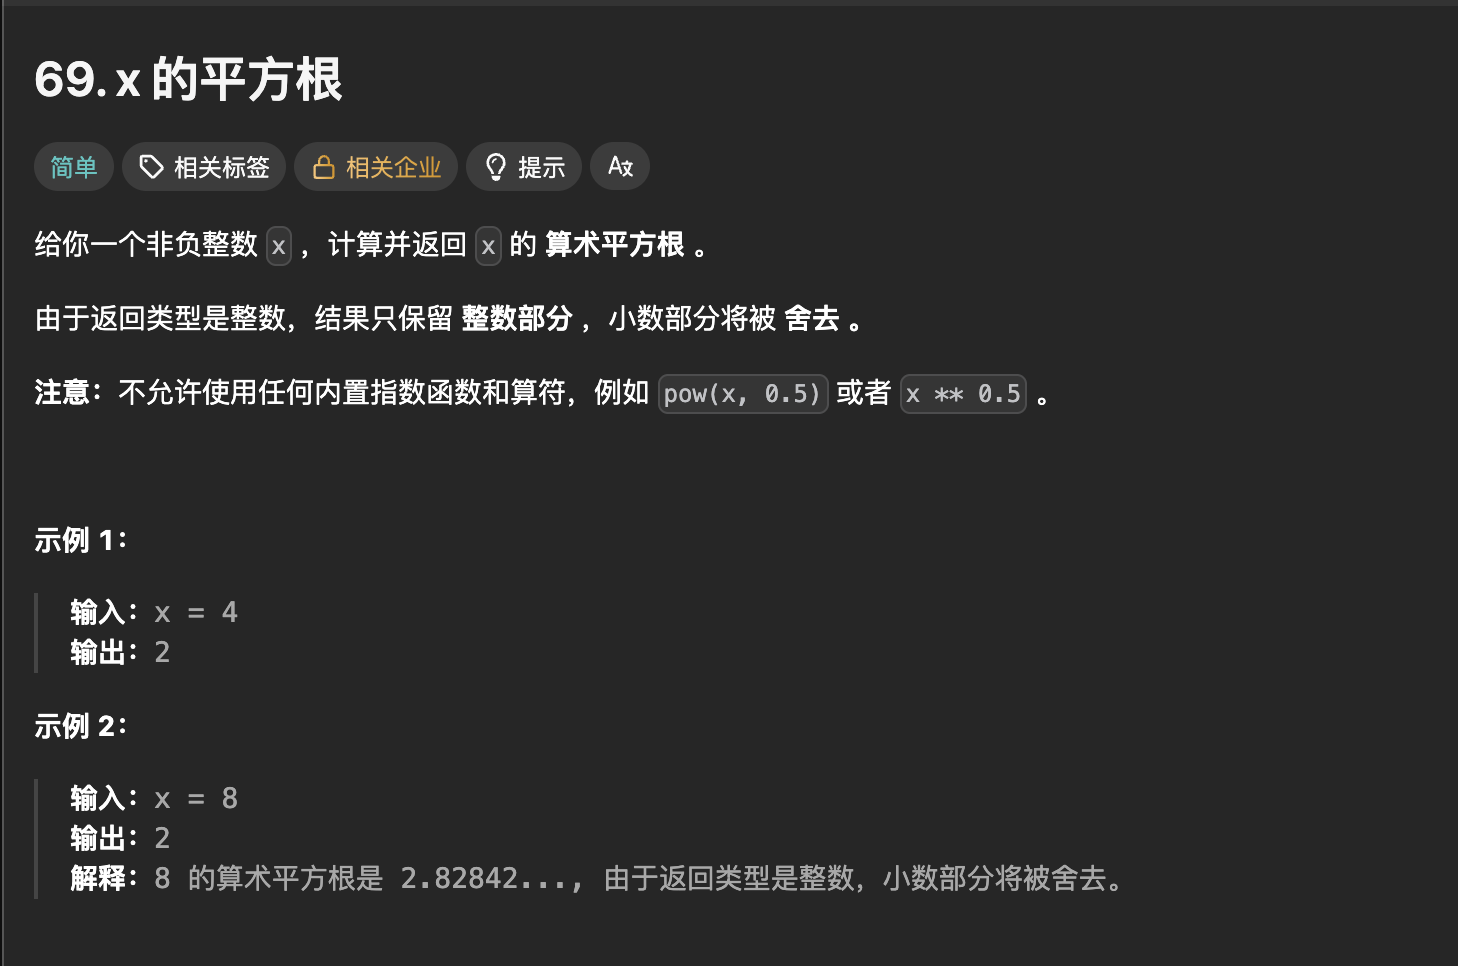 69. x 的平方根
简单 相关标签 相关企业 提示 A文
给你一个非负整数 x ，计算并返回 x 的 算术平方根 。
由于返回类型是整数，结果只保留 整数部分 ，小数部分将被 舍去 。
注意：不允许使用任何内置指数函数和算符，例如 pow(x, 0.5) 或者 x ** 0.5 。
示例 1：
输入：x = 4
输出：2
示例 2：
输入：x = 8
输出：2
解释：8 的算术平方根是 2.82842..., 由于返回类型是整数，小数部分将被舍去。